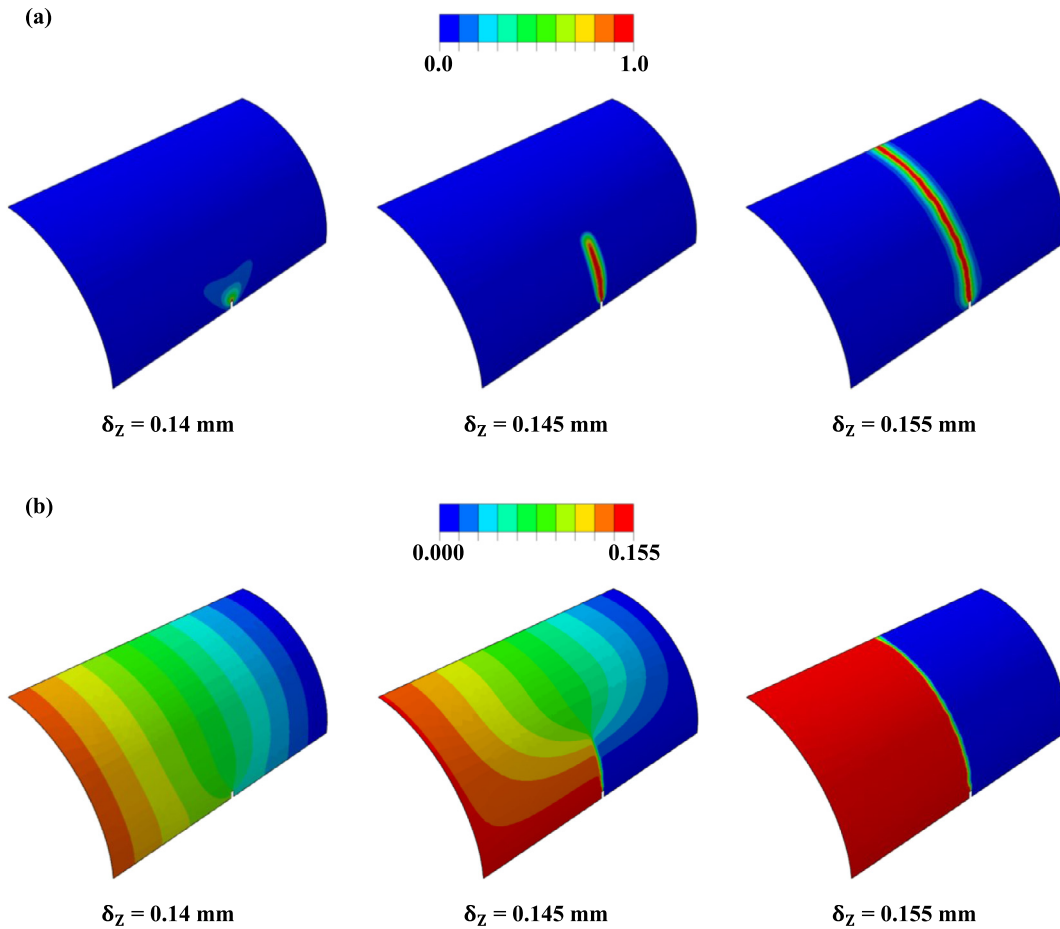 (a)
0.0 1.0
δz = 0.14 mm δz = 0.145 mm δz = 0.155 mm
(b)
0.000 0.155
δz = 0.14 mm δz = 0.145 mm δz = 0.155 mm